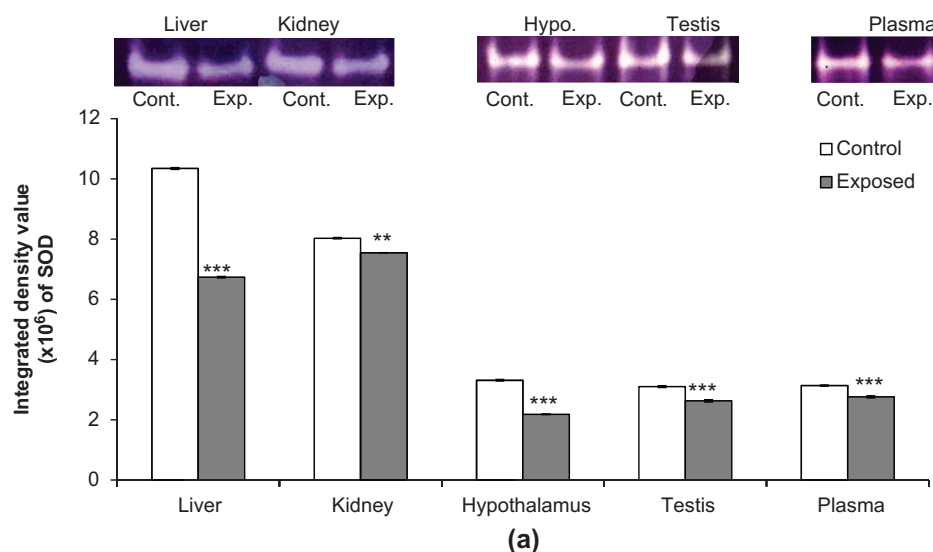 Liver Kidney Hypo. Testis Plasma
Cont. Exp. Cont. Exp. Cont. Exp. Cont. Exp. Cont. Exp.
12
10
8
6
4
2
0
Integrated density value
(x10⁶) of SOD
Control
Exposed
***
**
***
***
***
Liver Kidney Hypothalamus Testis Plasma
(a)